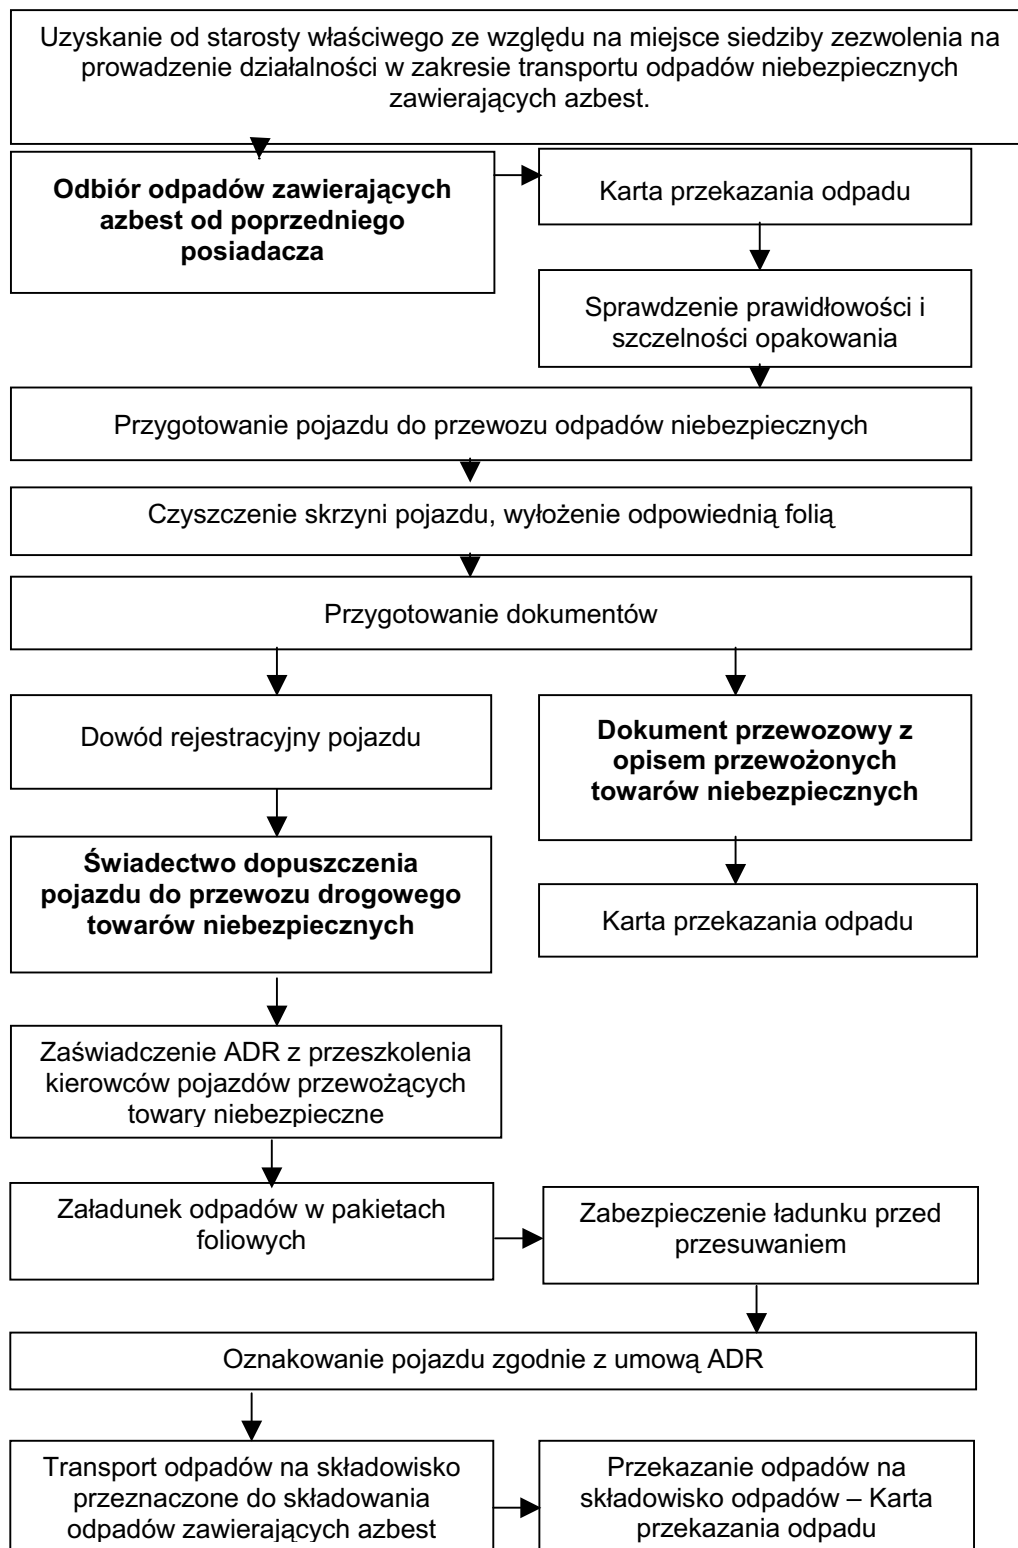 Uzyskanie od starosty właściwego ze względu na miejsce siedziby zezwolenia na
prowadzenie działalności w zakresie transportu odpadów niebezpiecznych
zawierających azbest.
Odbiór odpadów zawierających
azbest od poprzedniego
posiadacza
Karta przekazania odpadu
Sprawdzenie prawidłowości i
szczelności opakowania
Przygotowanie pojazdu do przewozu odpadów niebezpiecznych
Czyszczenie skrzyni pojazdu, wyłożenie odpowiednią folią
Przygotowanie dokumentów
Dowód rejestracyjny pojazdu
Dokument przewozowy z
opisem przewożonych
towarów niebezpiecznych
Świadectwo dopuszczenia
pojazdu do przewozu drogowego
towarów niebezpiecznych
Karta przekazania odpadu
Zaświadczenie ADR z przeszkolenia
kierowców pojazdów przewożących
towary niebezpieczne
Załadunek odpadów w pakietach
foliowych
Zabezpieczenie ładunku przed
przesuwaniem
Oznakowanie pojazdu zgodnie z umową ADR
Transport odpadów na składowisko
przeznaczone do składowania
odpadów zawierających azbest
Przekazanie odpadów na
składowisko odpadów – Karta
przekazania odpadu